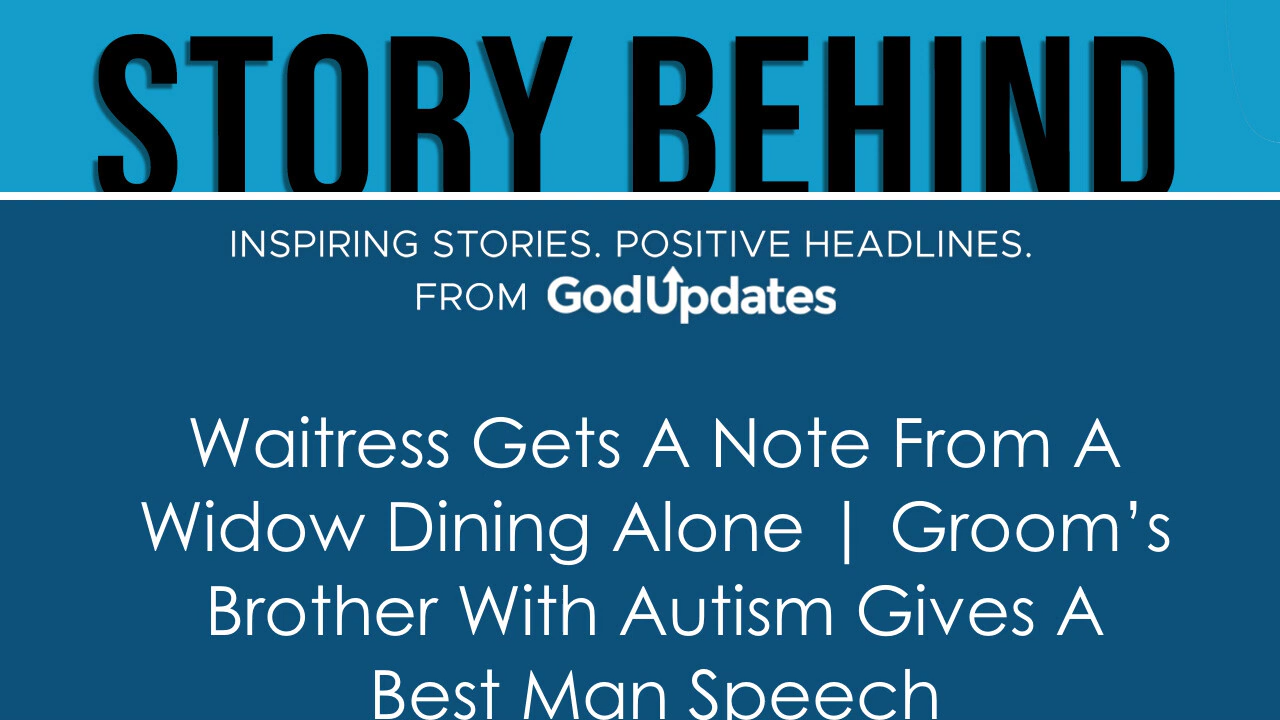 STORY BEHIND
INSPIRING STORIES. POSITIVE HEADLINES.
FROM GodUpdates
Waitress Gets A Note From A
Widow Dining Alone | Groom’s
Brother With Autism Gives A
Best Man Speech